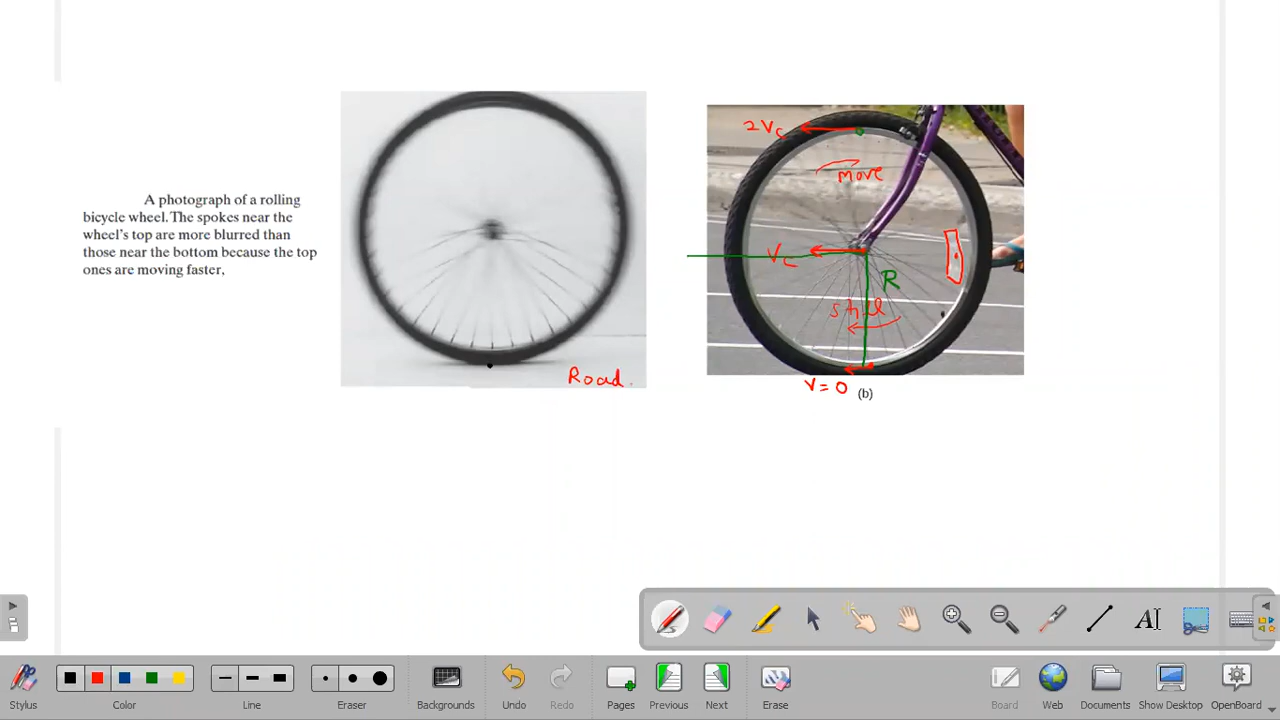 A photograph of a rolling
bicycle wheel. The spokes near the
wheel's top are more blurred than
those near the bottom because the top
ones are moving faster,
Road.
2Vc
move
Vc
R
still
V=0
(b)
Stylus
Color
Line
Eraser
Backgrounds
Undo
Redo
Pages
Previous
Next
Erase
Board
Web
Documents
Show Desktop
OpenBoard